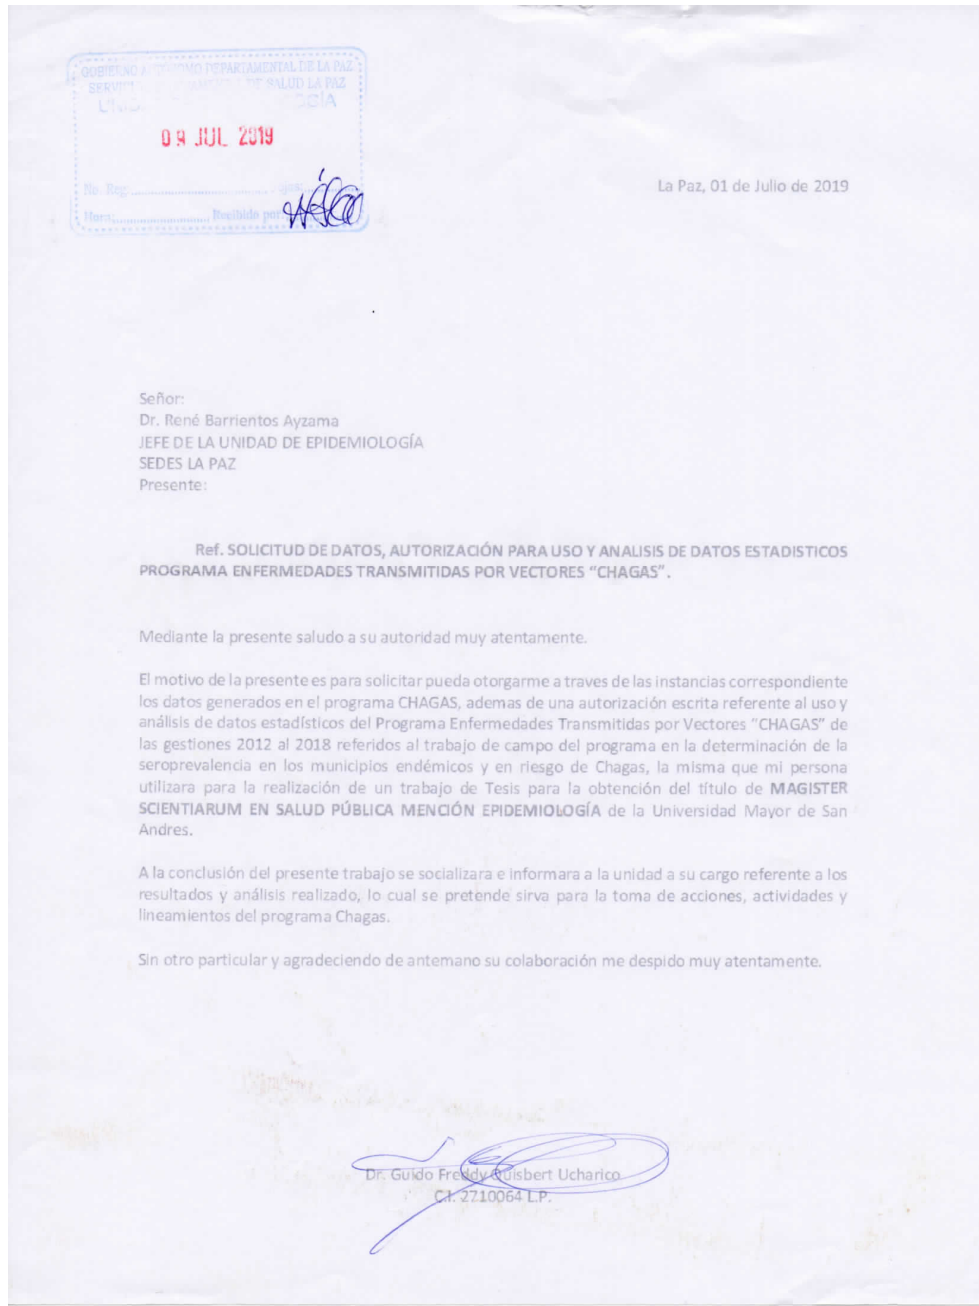 GOBIERNO AUTONOMO DEPARTAMENTAL DE LA PAZ
DE SALUD LA PAZ
09 JUL 2019
No. Reg.
Hora: Recibido por:
La Paz, 01 de Julio de 2019
Señor:
Dr. René Barrientos Ayzama
JEFE DE LA UNIDAD DE EPIDEMIOLOGÍA
SEDES LA PAZ
Presente:
Ref. SOLICITUD DE DATOS, AUTORIZACIÓN PARA USO Y ANALISIS DE DATOS ESTADISTICOS
PROGRAMA ENFERMEDADES TRANSMITIDAS POR VECTORES “CHAGAS”.
Mediante la presente saludo a su autoridad muy atentamente.
El motivo de la presente es para solicitar pueda otorgarme a traves de las instancias correspondiente
los datos generados en el programa CHAGAS, ademas de una autorización escrita referente al uso y
análisis de datos estadísticos del Programa Enfermedades Transmitidas por Vectores “CHAGAS” de
las gestiones 2012 al 2018 referidos al trabajo de campo del programa en la determinación de la
seroprevalencia en los municipios endémicos y en riesgo de Chagas, la misma que mi persona
utilizara para la realización de un trabajo de Tesis para la obtención del título de MAGISTER
SCIENTIARUM EN SALUD PÚBLICA MENCIÓN EPIDEMIOLOGÍA de la Universidad Mayor de San
Andres.
A la conclusión del presente trabajo se socializara e informara a la unidad a su cargo referente a los
resultados y análisis realizado, lo cual se pretende sirva para la toma de acciones, actividades y
lineamientos del programa Chagas.
Sin otro particular y agradeciendo de antemano su colaboración me despido muy atentamente.
Dr. Guido Freddy Quisbert Ucharico
C.I. 2710064 L.P.